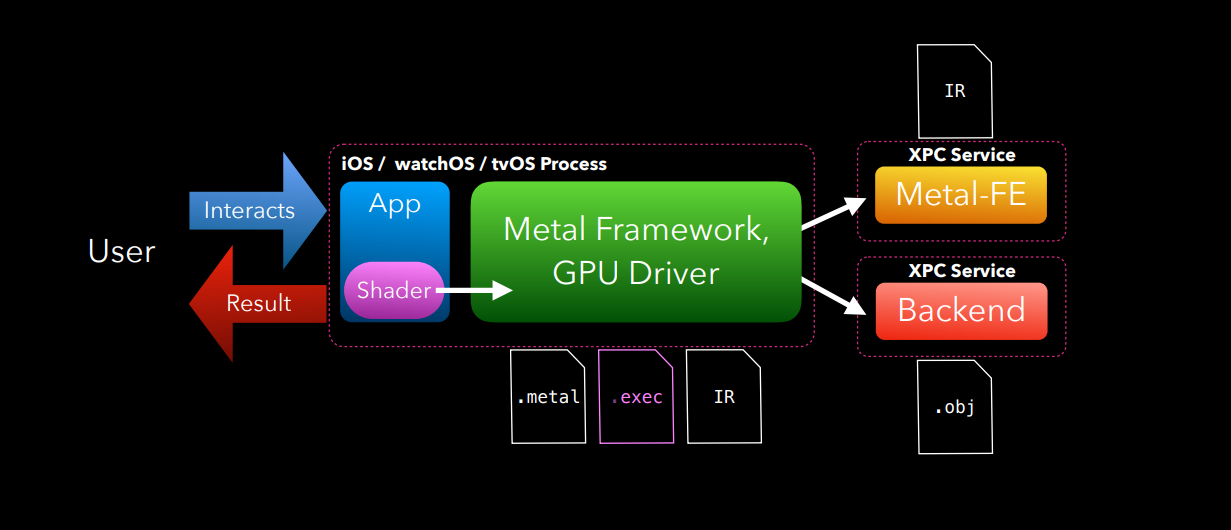 IR
iOS / watchOS / tvOS Process
XPC Service
App
Metal-FE
Interacts
Metal Framework,
GPU Driver
User
XPC Service
Shader
Result
Backend
.metal
.exec
IR
.obj